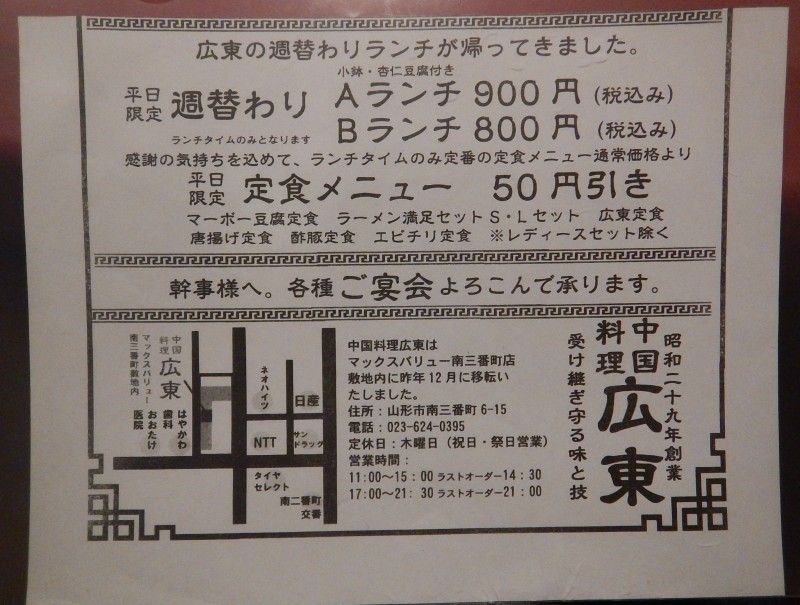 広東の週替わりランチが帰ってきました。
小鉢・杏仁豆腐付き
平日限定 週替わり Aランチ 900円 (税込み)
Bランチ 800円 (税込み)
ランチタイムのみとなります
感謝の気持ちを込めて、ランチタイムのみ定番の定食メニュー通常価格より
平日限定 定食メニュー 50円引き
マーボー豆腐定食 ラーメン満足セットS・Lセット 広東定食
唐揚げ定食 酢豚定食 エビチリ定食 ※レディースセット除く
幹事様へ。各種ご宴会よろこんで承ります。
昭和二十九年創業
中国料理 広東
受け継ぎ守る味と技
中国料理広東は
マックスバリュー南三番町店
敷地内に昨年12月に移転い
たしました。
住所：山形市南三番町6-15
電話：023-624-0395
定休日：木曜日（祝日・祭日営業）
営業時間：
11:00～15：00 ラストオーダー14：30
17:00～21：30 ラストオーダー21：00
中国料理 広東
マックスバリュー
南三番町敷地内
はやかわ歯科
おおたけ医院
ネオハイツ
日産
NTT
サンドラッグ
タイヤセレクト
南二番町交番